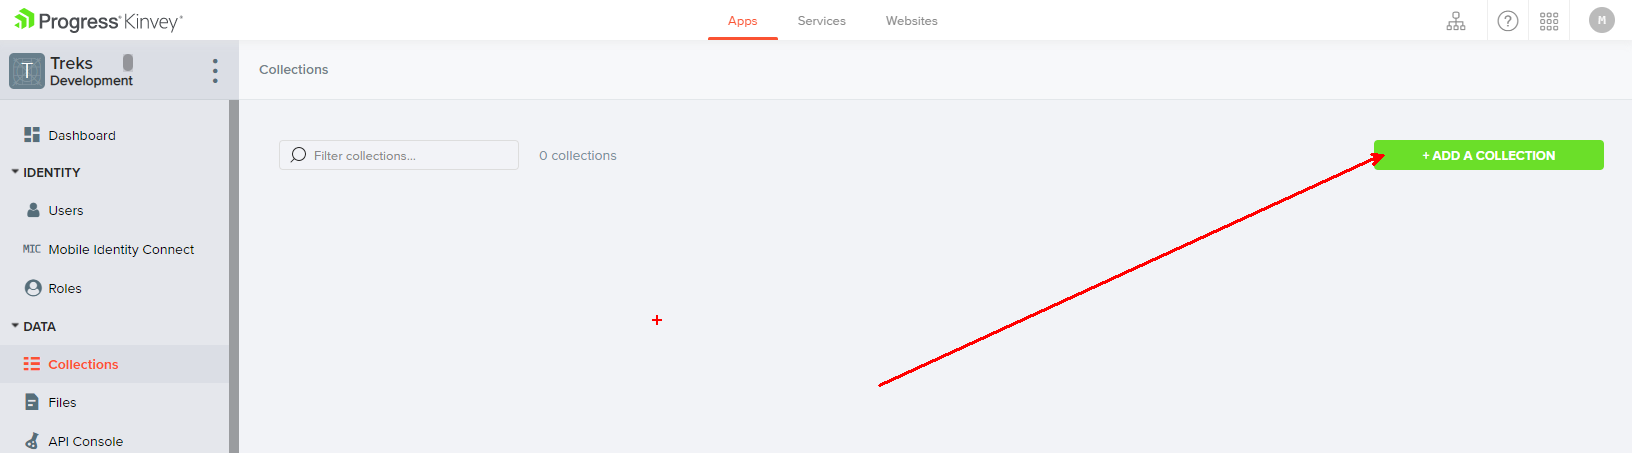 Progress Kinvey
Apps Services Websites
M
T
Treks
Development
Collections
Dashboard
Filter collections...
0 collections
+ ADD A COLLECTION
IDENTITY
Users
MIC Mobile Identity Connect
Roles
DATA
Collections
Files
API Console